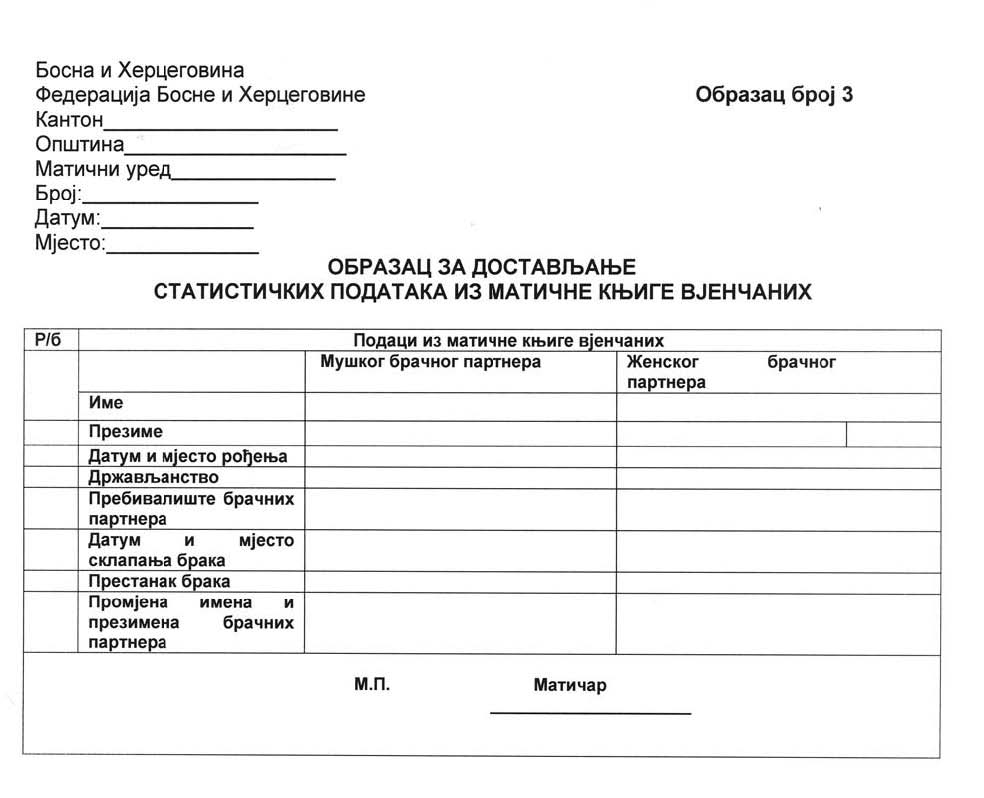 Босна и Херцеговина
Федерација Босне и Херцеговине
Образац број 3
Кантон____________________
Општина___________________
Матични уред______________
Број:_______________
Датум:_____________
Мјесто:_____________
ОБРАЗАЦ ЗА ДОСТАВЉАЊЕ
СТАТИСТИЧКИХ ПОДАТАКА ИЗ МАТИЧНЕ КЊИГЕ ВЈЕНЧАНИХ
Р/б Подаци из матичне књиге вјенчаних
Мушког брачног партнера
Женског брачног
партнера
Име
Презиме
Датум и мјесто рођења
Држављанство
Пребивалиште брачних
партнера
Датум и мјесто
склапања брака
Престанак брака
Промјена имена и
презимена брачних
партнера
М.П. Матичар